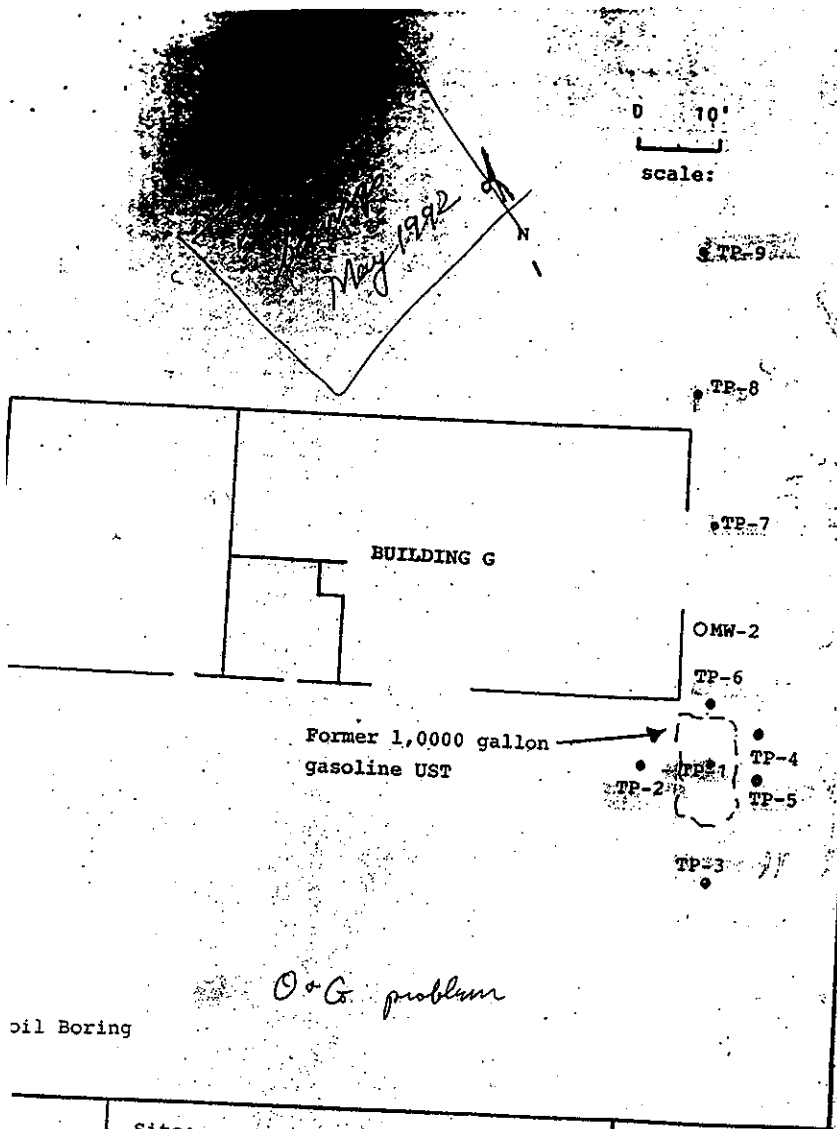 0 10'
scale:
May 1992
N
TP-9
TP-8
TP-7
BUILDING G
MW-2
TP-6
Former 1,0000 gallon
gasoline UST
TP-4
TP-1
TP-2
TP-5
TP-3
O & G problem
oil Boring
Site: